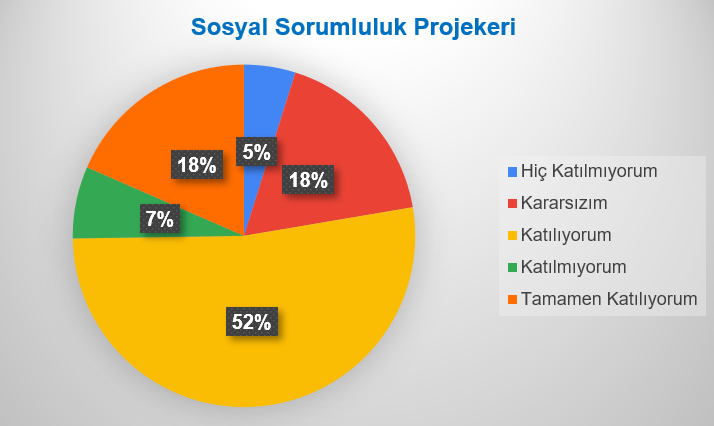 Sosyal Sorumluluk Projekeri
5%
18%
18%
7%
52%
Hiç Katılmıyorum
Kararsızım
Katılıyorum
Katılmıyorum
Tamamen Katılıyorum